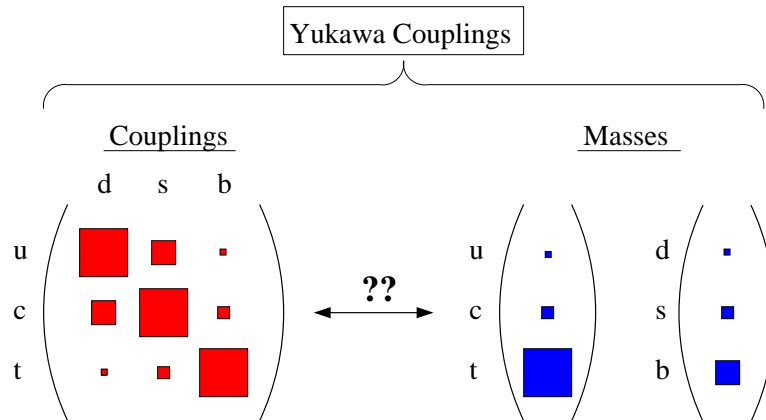 Yukawa Couplings
Couplings Masses
d s b
u u d
c ?? c s
t t b